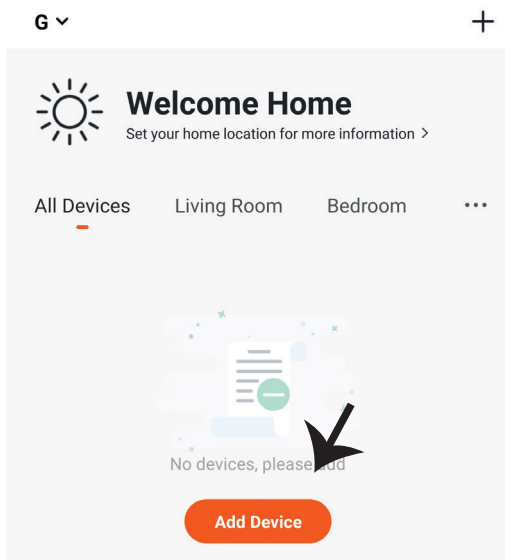 G
Welcome Home
Set your home location for more information >
All Devices Living Room Bedroom
No devices, please add
Add Device